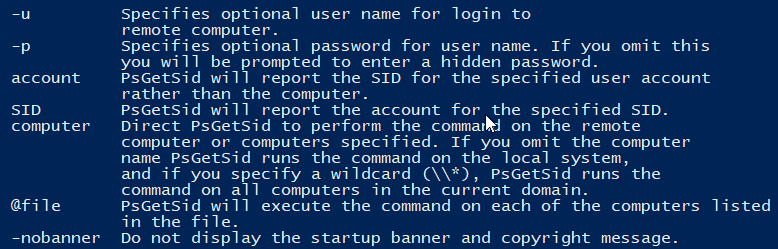 -u         Specifies optional user name for login to
           remote computer.
-p         Specifies optional password for user name. If you omit this
           you will be prompted to enter a hidden password.
account    PsGetSid will report the SID for the specified user account
           rather than the computer.
SID        PsGetSid will report the account for the specified SID.
computer   Direct PsGetSid to perform the command on the remote
           computer or computers specified. If you omit the computer
           name PsGetSid runs the command on the local system,
           and if you specify a wildcard (\\*), PsGetSid runs the
           command on all computers in the current domain.
@file      PsGetSid will execute the command on each of the computers listed
           in the file.
-nobanner  Do not display the startup banner and copyright message.